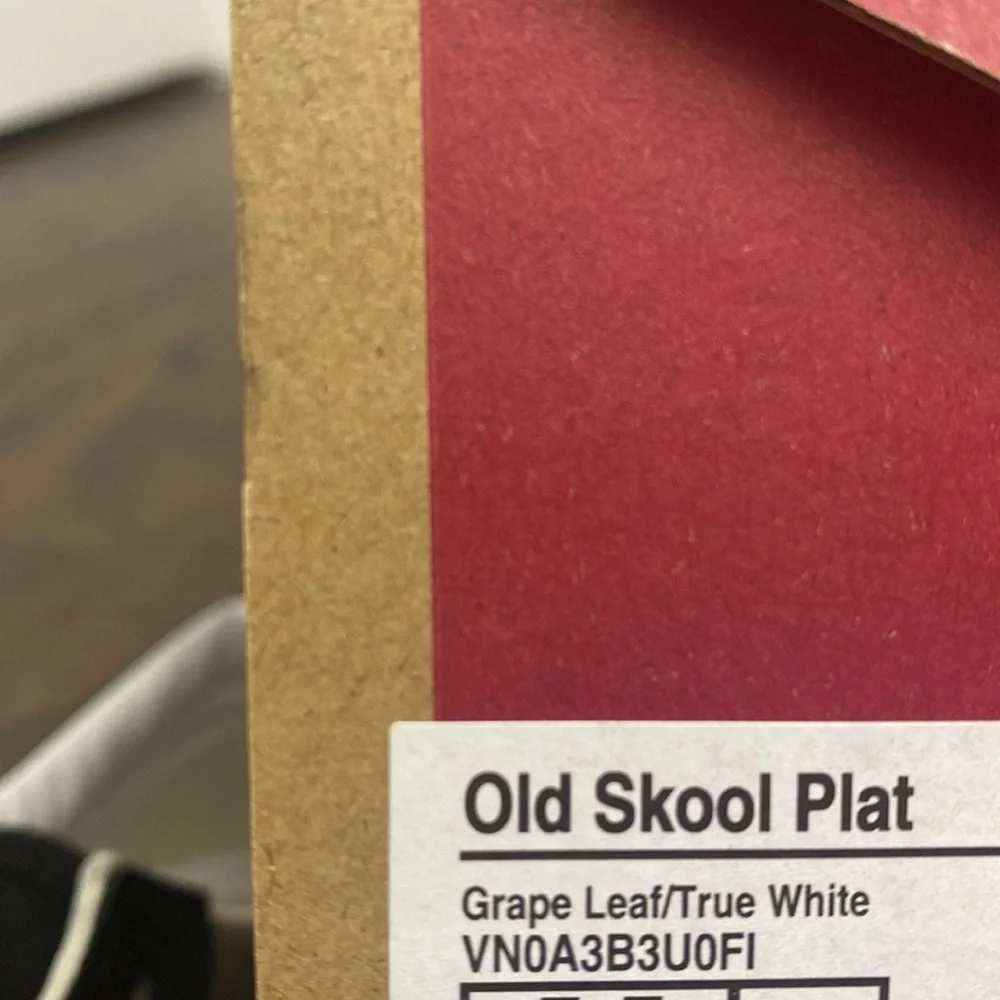 Old Skool Plat
Grape Leaf/True White
VN0A3B3U0FI